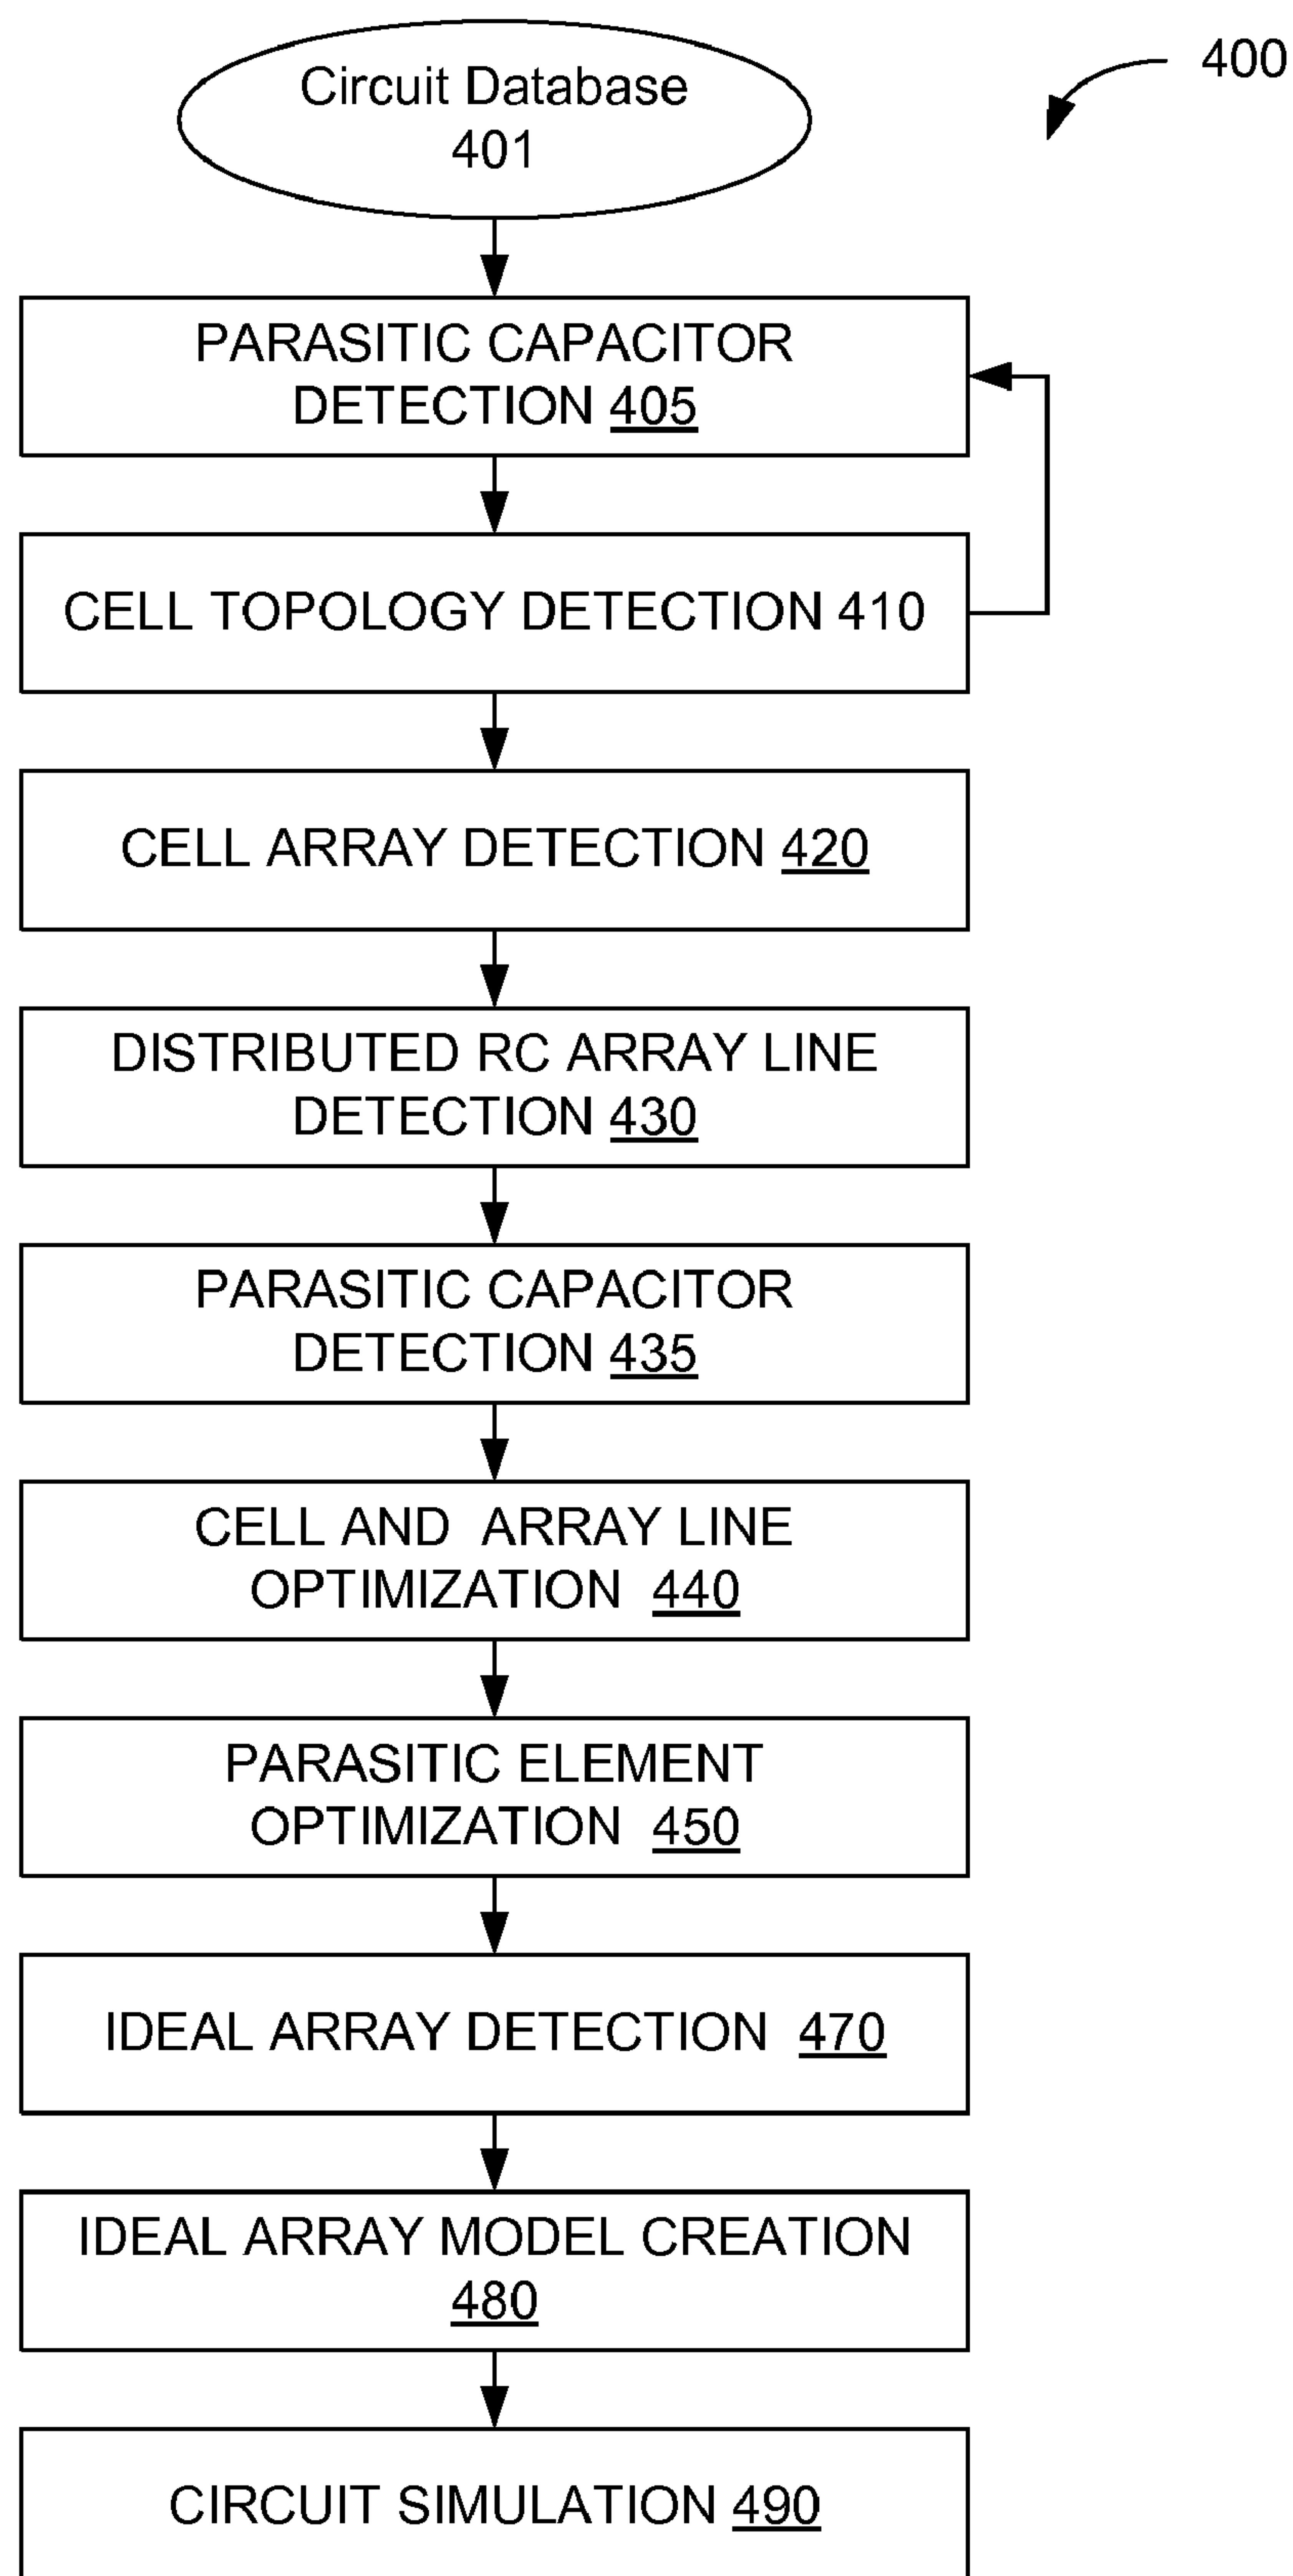 400
Circuit Database
401
PARASITIC CAPACITOR
DETECTION 405
CELL TOPOLOGY DETECTION 410
CELL ARRAY DETECTION 420
DISTRIBUTED RC ARRAY LINE
DETECTION 430
PARASITIC CAPACITOR
DETECTION 435
CELL AND ARRAY LINE
OPTIMIZATION 440
PARASITIC ELEMENT
OPTIMIZATION 450
IDEAL ARRAY DETECTION 470
IDEAL ARRAY MODEL CREATION
480
CIRCUIT SIMULATION 490